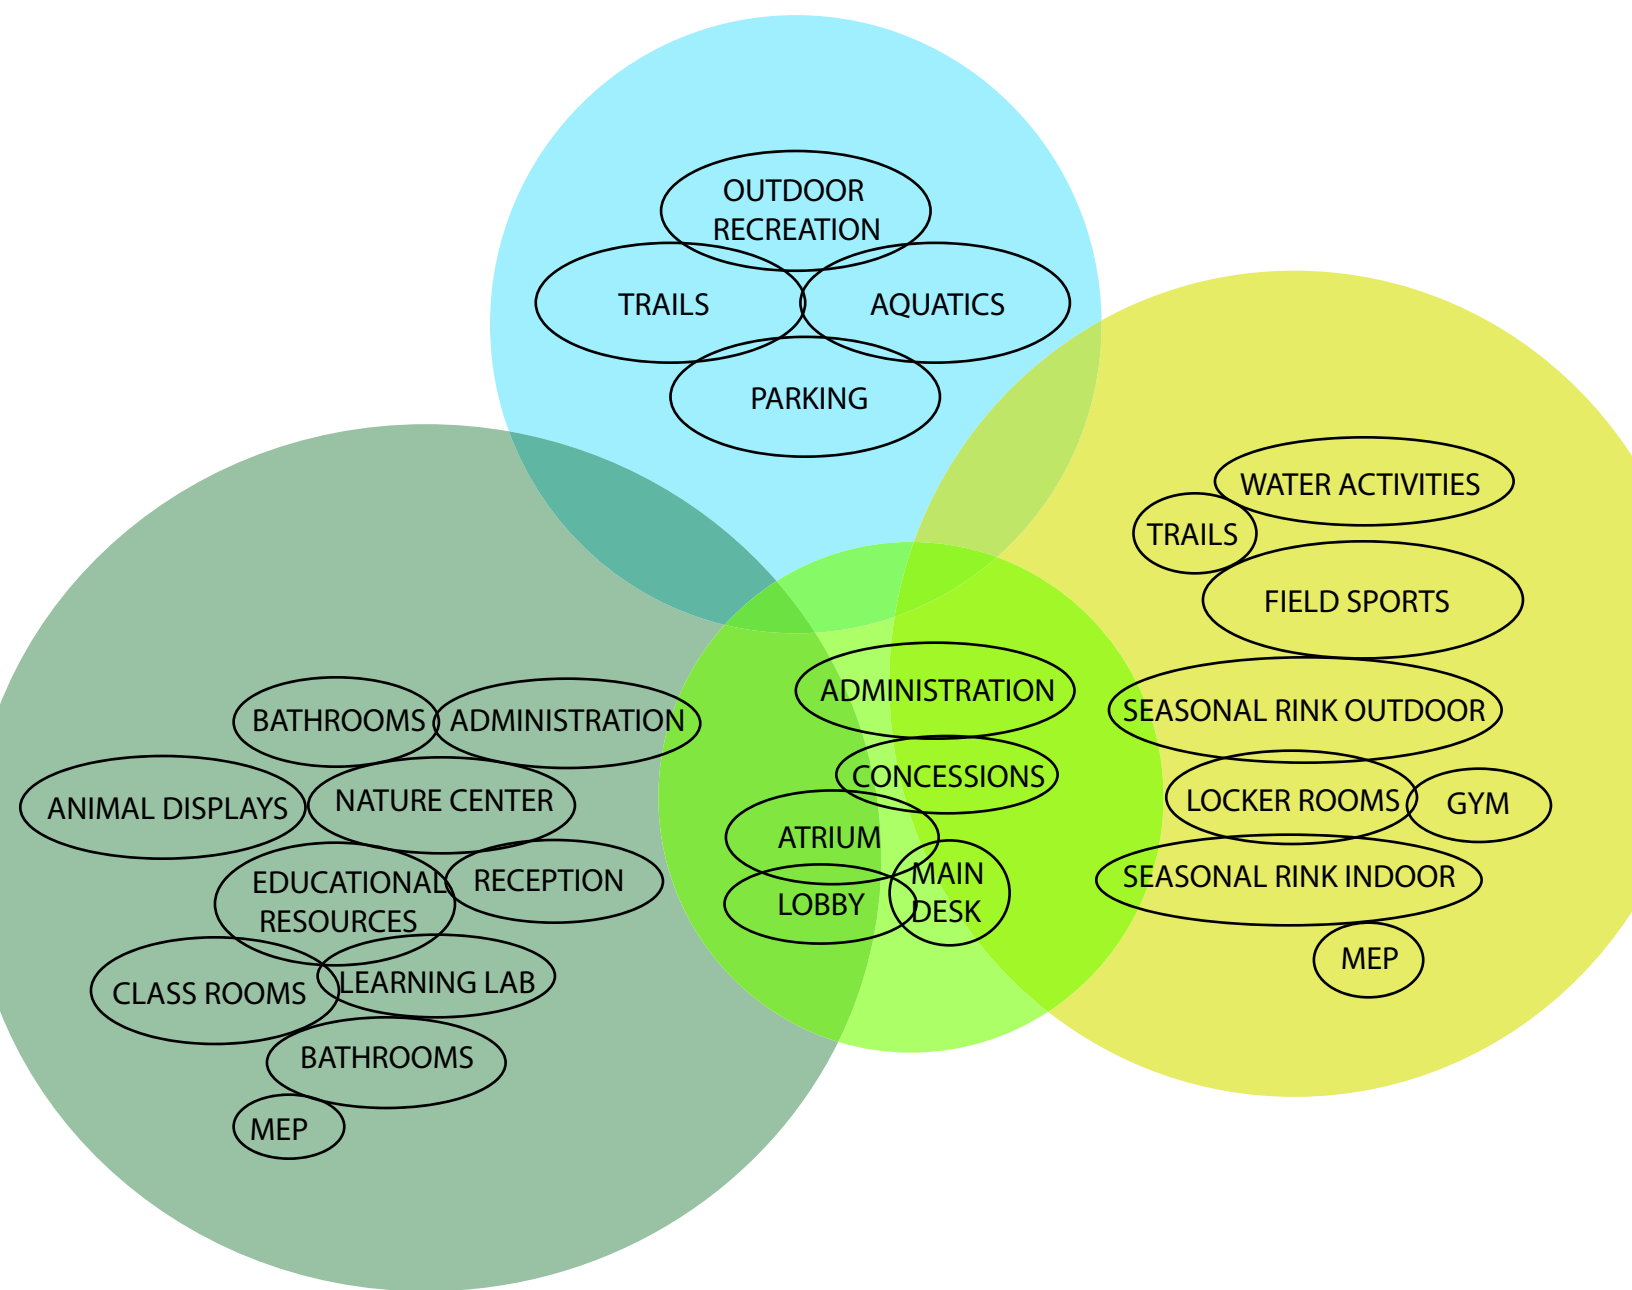 OUTDOOR
RECREATION
TRAILS
AQUATICS
PARKING
WATER ACTIVITIES
TRAILS
FIELD SPORTS
SEASONAL RINK OUTDOOR
LOCKER ROOMS
GYM
SEASONAL RINK INDOOR
MEP
ADMINISTRATION
CONCESSIONS
ATRIUM
LOBBY
MAIN
DESK
BATHROOMS
ADMINISTRATION
ANIMAL DISPLAYS
NATURE CENTER
EDUCATIONAL
RESOURCES
RECEPTION
CLASS ROOMS
LEARNING LAB
BATHROOMS
MEP